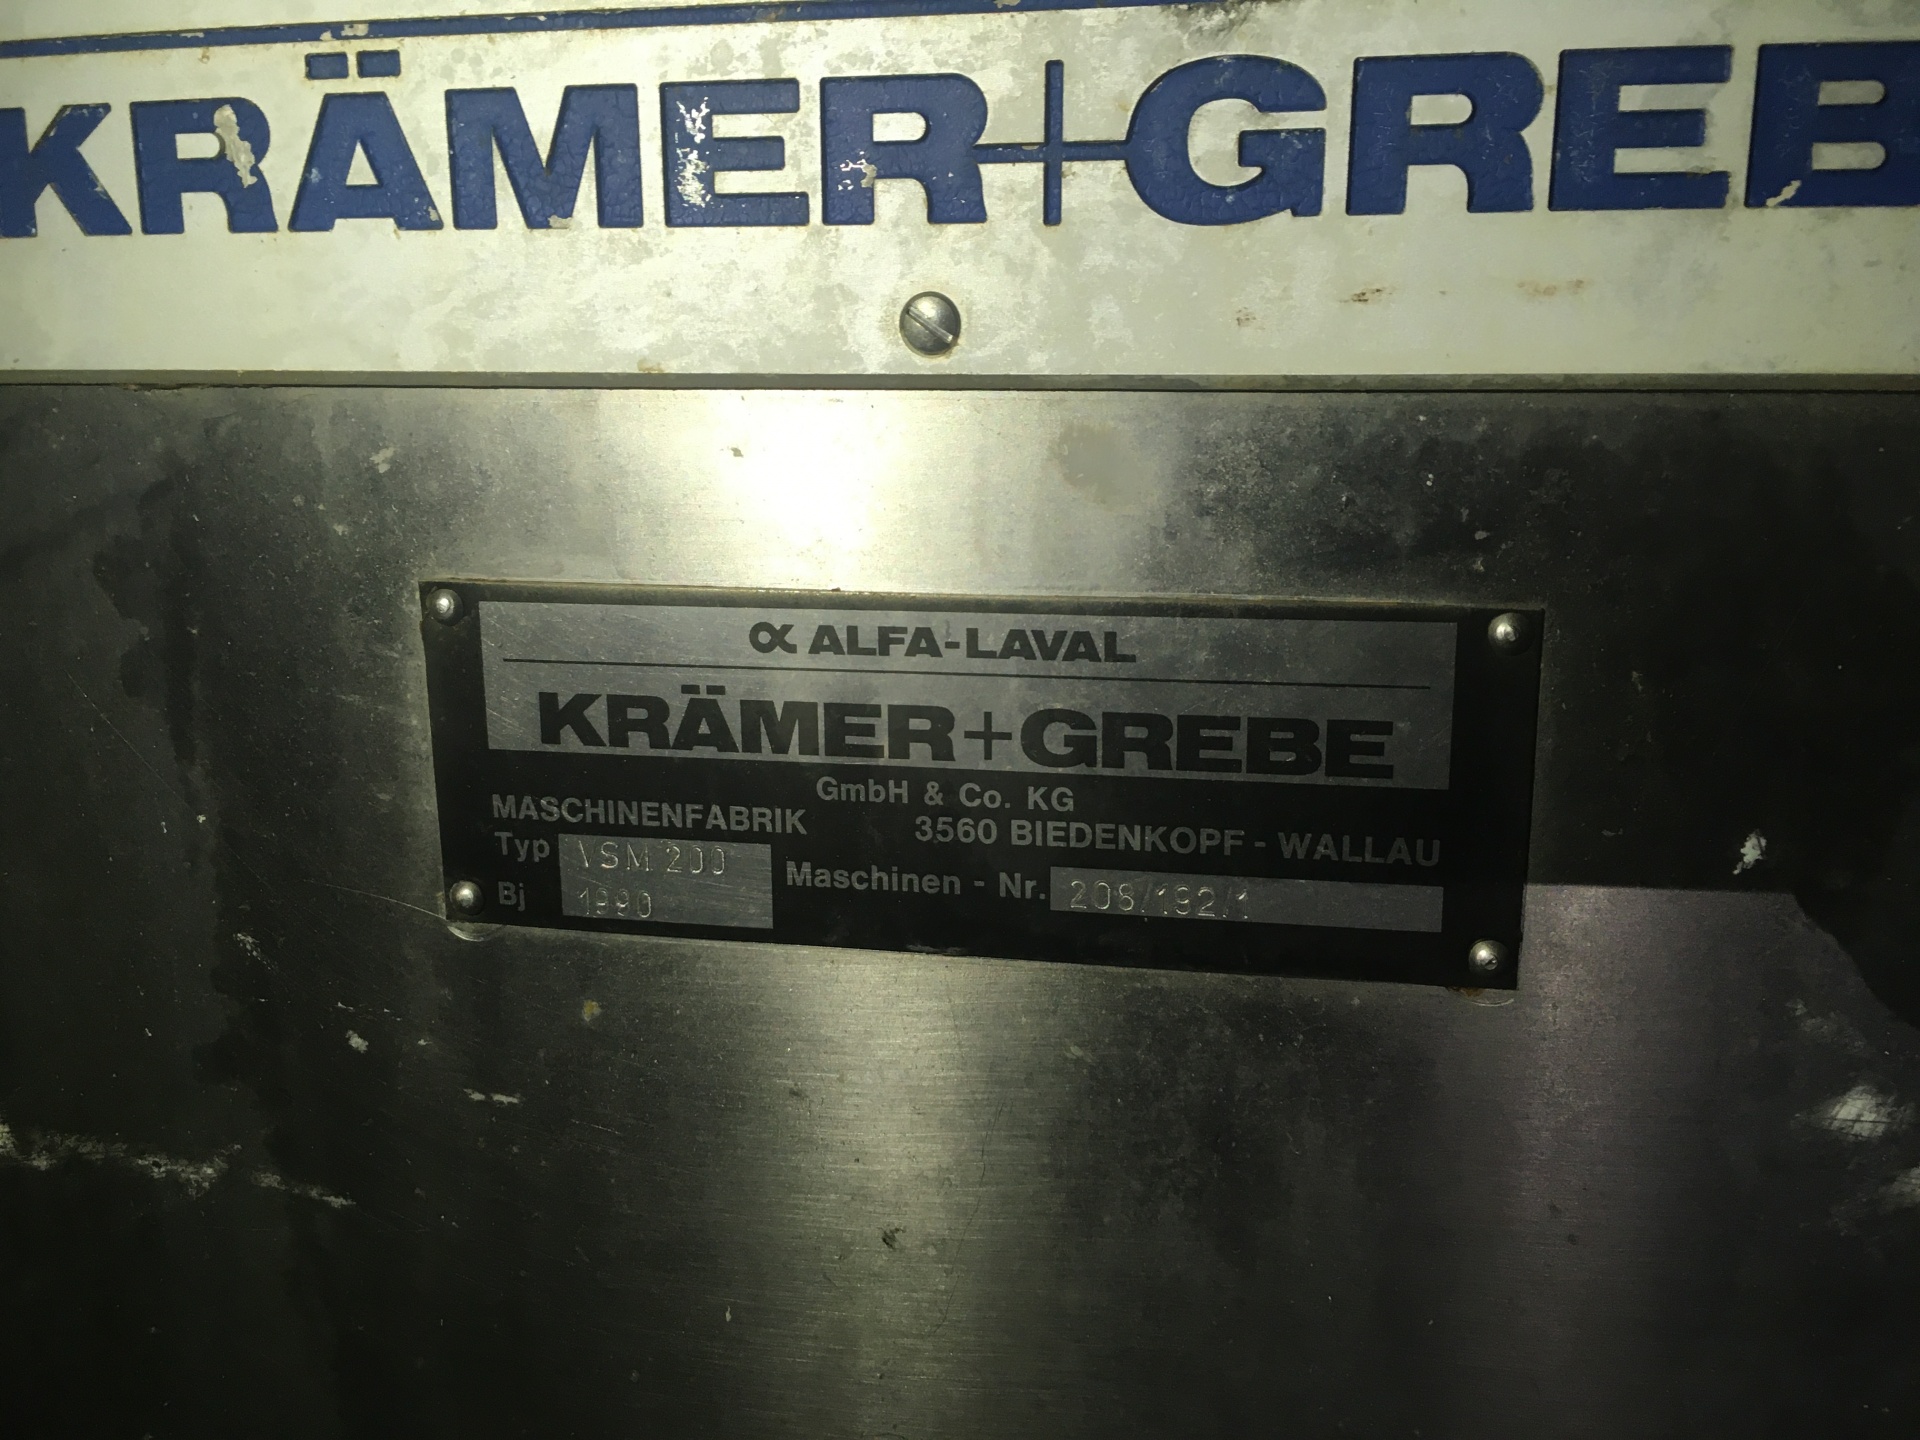 KRÄMER+GREB
α ALFA-LAVAL
KRÄMER+GREBE
GmbH & Co. KG
MASCHINENFABRIK 3560 BIEDENKOPF - WALLAU
Typ VSM 200 Maschinen - Nr. 208/192/1
Bj 1990